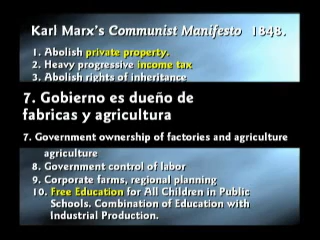 Karl Marx's Communist Manifesto 1848.
1. Abolish private property.
2. Heavy progressive income tax
3. Abolish rights of inheritance
7. Gobierno es dueño de
fabricas y agricultura
7. Government ownership of factories and agriculture
agriculture
8. Government control of labor
9. Corporate farms, regional planning
10. Free Education for All Children in Public
Schools. Combination of Education with
Industrial Production.